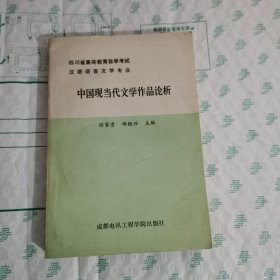 四川省高等教育自学考试
汉语语言文学专业
中国现当代文学作品论析
主编
成都电讯工程学院出版社